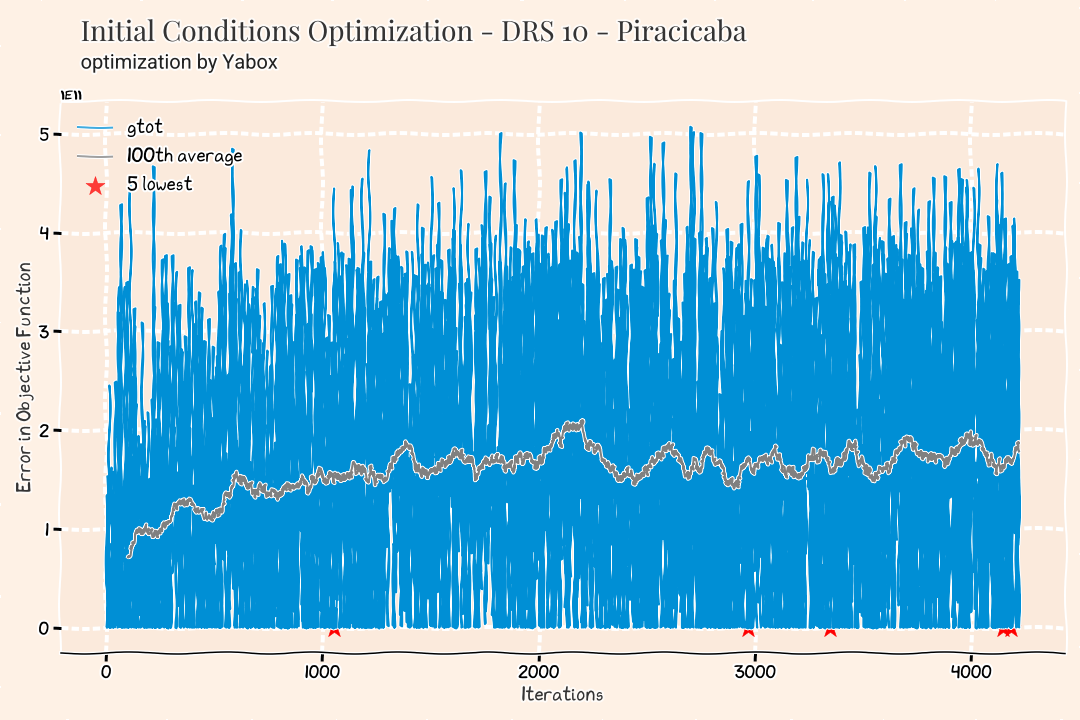 Initial Conditions Optimization - DRS 10 - Piracicaba
optimization by Yabox
1E11
gtot
100th average
5 lowest
5
4
3
2
1
0
Error in Objective Function
0 1000 2000 3000 4000
Iterations